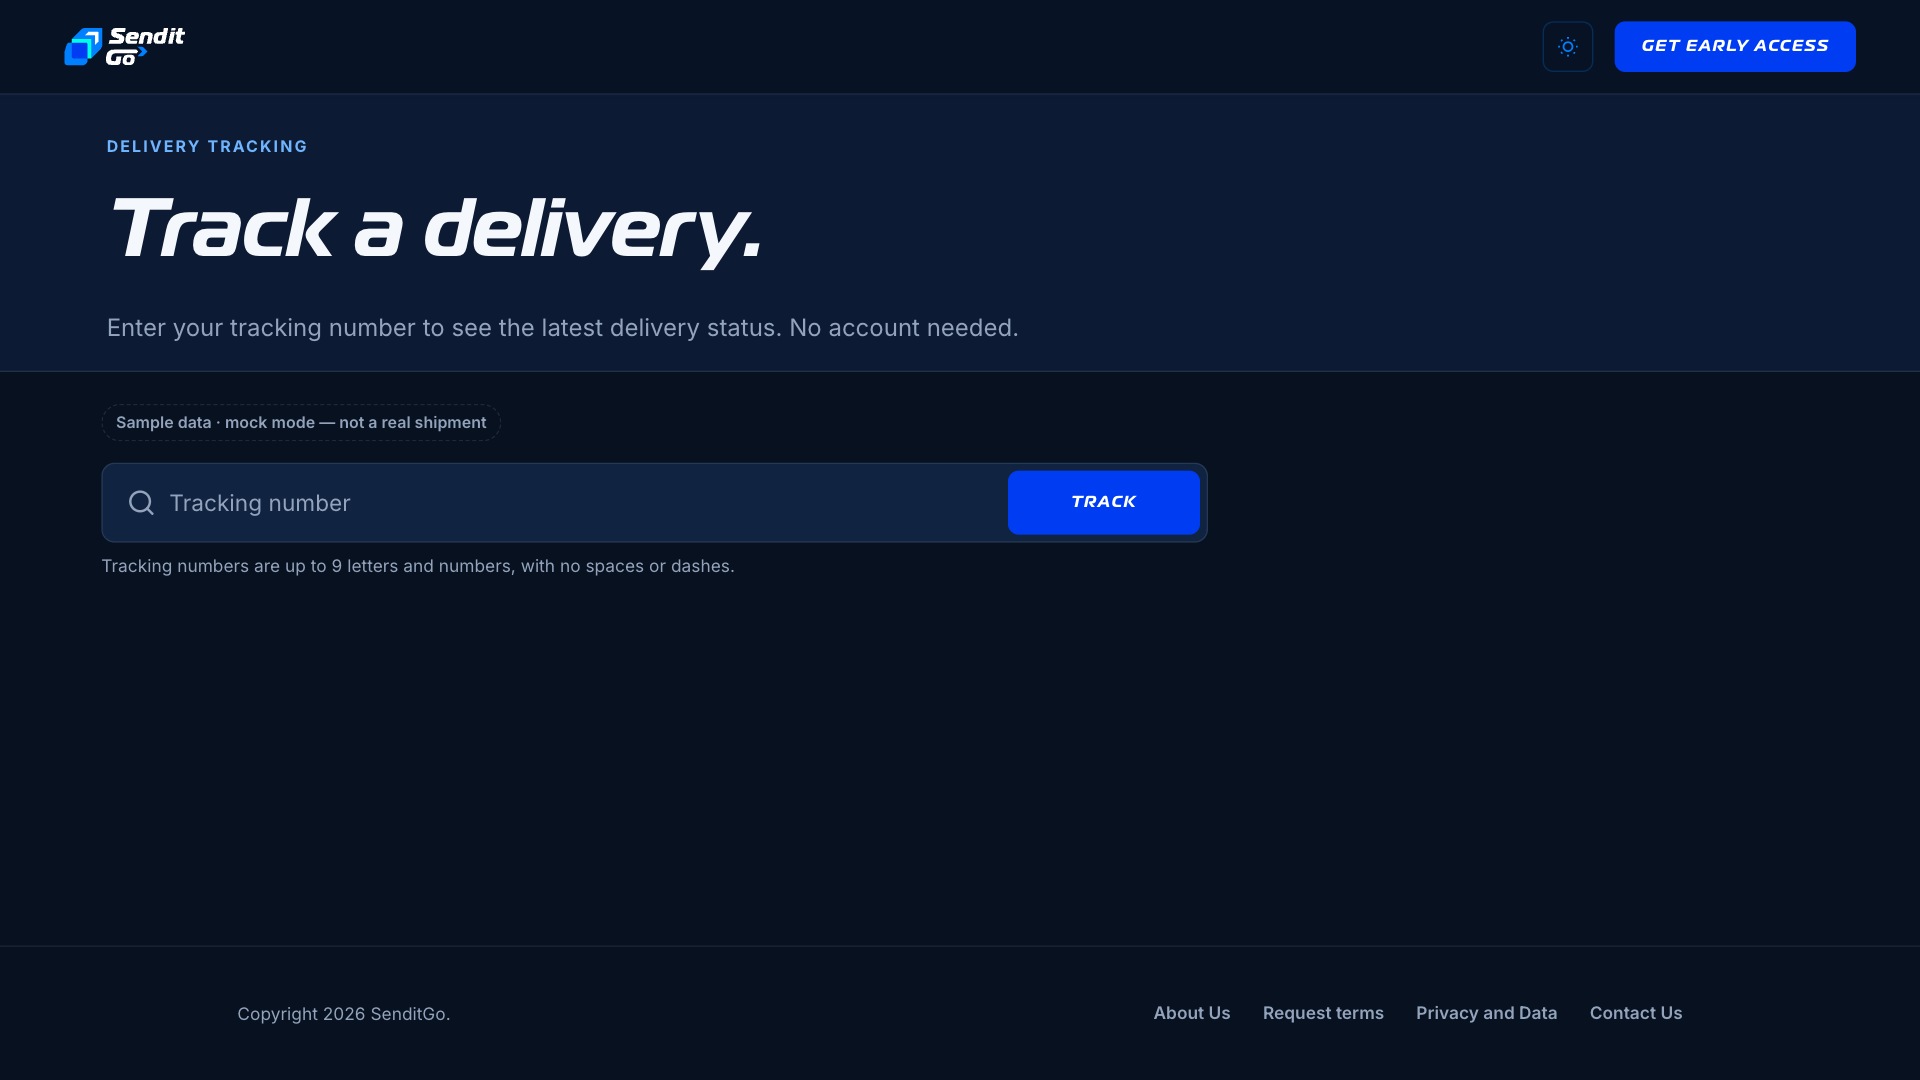 Sendit
Go
GET EARLY ACCESS
DELIVERY TRACKING
Track a delivery.
Enter your tracking number to see the latest delivery status. No account needed.
Sample data · mock mode — not a real shipment
Tracking number
TRACK
Tracking numbers are up to 9 letters and numbers, with no spaces or dashes.
Copyright 2026 SenditGo.
About Us
Request terms
Privacy and Data
Contact Us